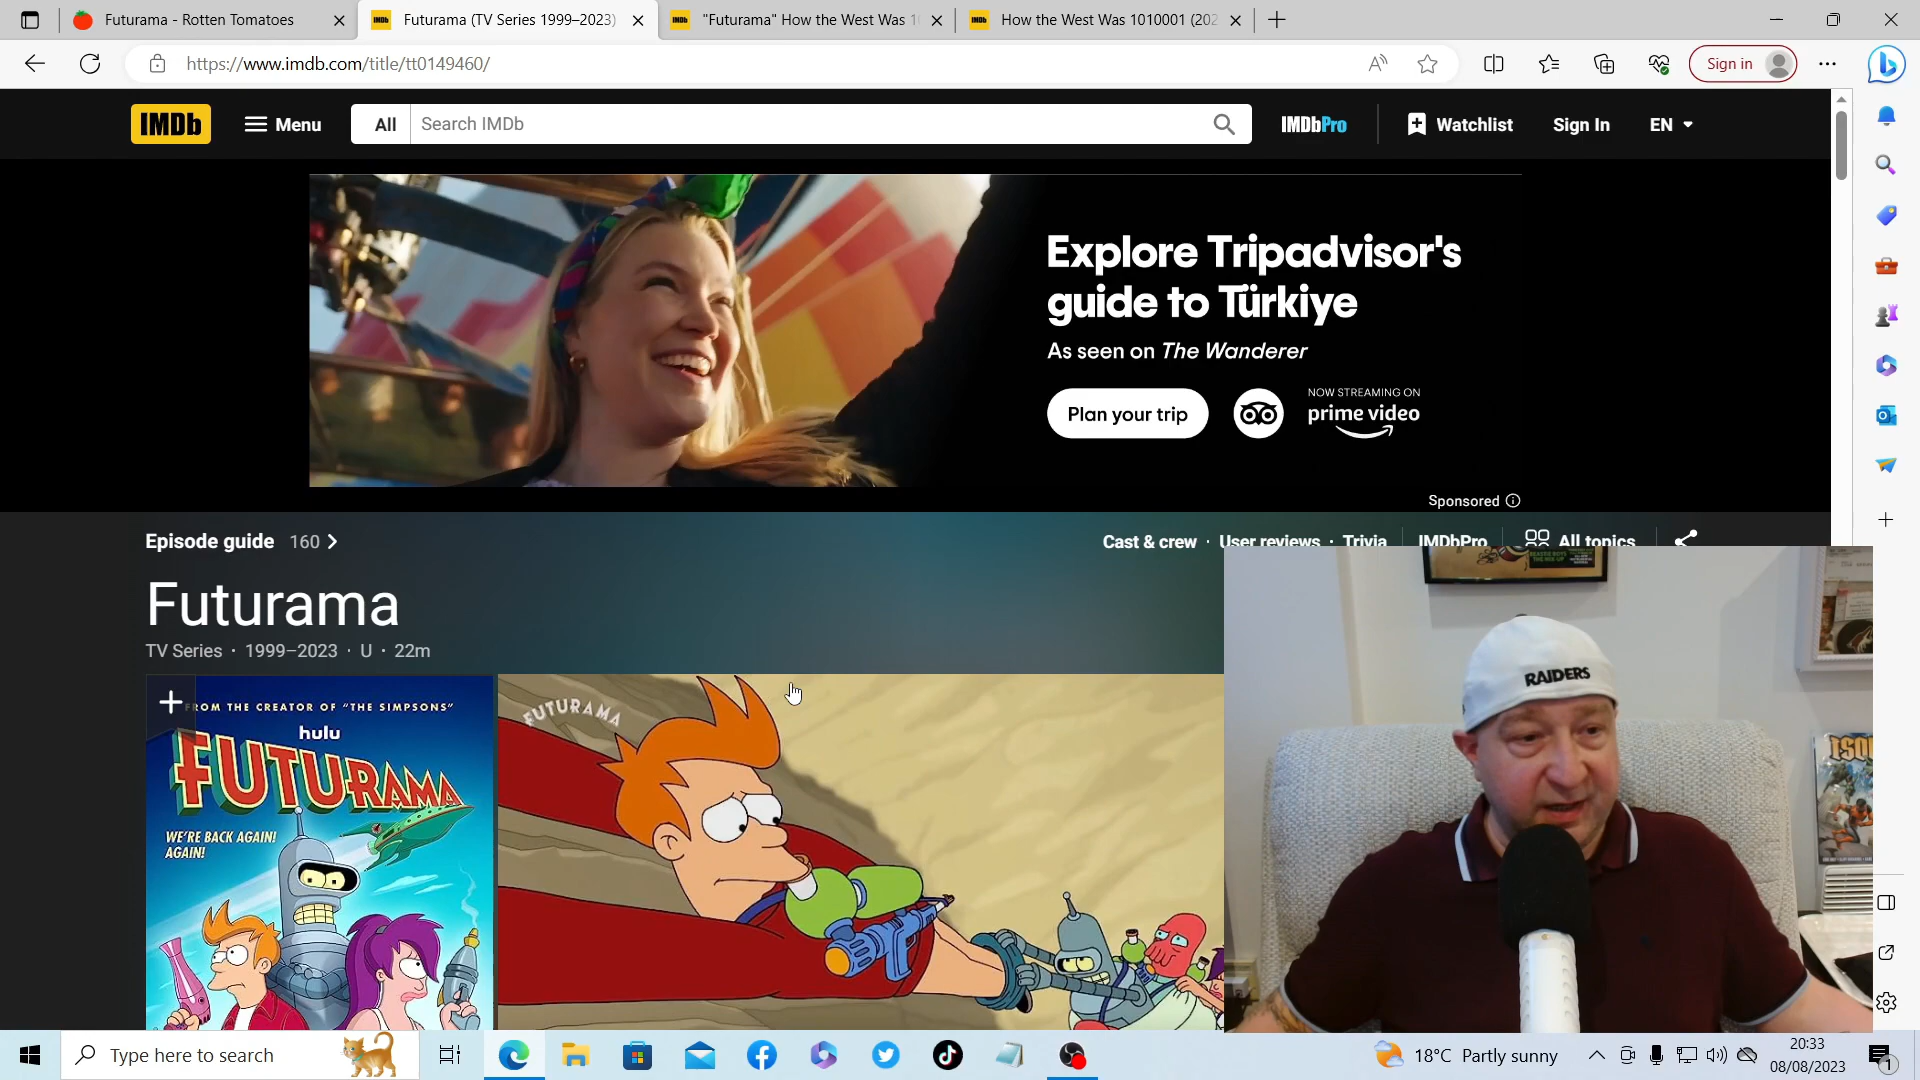 Futurama - Rotten Tomatoes
IMDb
Futurama (TV Series 1999–2023)
IMDb
"Futurama" How the West Was 1
IMDb
How the West Was 1010001 (202
https://www.imdb.com/title/tt0149460/
Sign in
IMDb
Menu
All
Search IMDb
IMDbPro
Watchlist
Sign In
EN
Explore Tripadvisor's
guide to Türkiye
As seen on The Wanderer
Plan your trip
NOW STREAMING ON
prime video
Sponsored
Episode guide 160
Cast & crew · User reviews · Trivia
IMDbPro
All topics
Futurama
TV Series · 1999–2023 · U · 22m
FROM THE CREATOR OF "THE SIMPSONS"
hulu
FUTURAMA
WE'RE BACK AGAIN!
AGAIN!
FUTURAMA
RAIDERS
Type here to search
18°C Partly sunny
20:33
08/08/2023
1